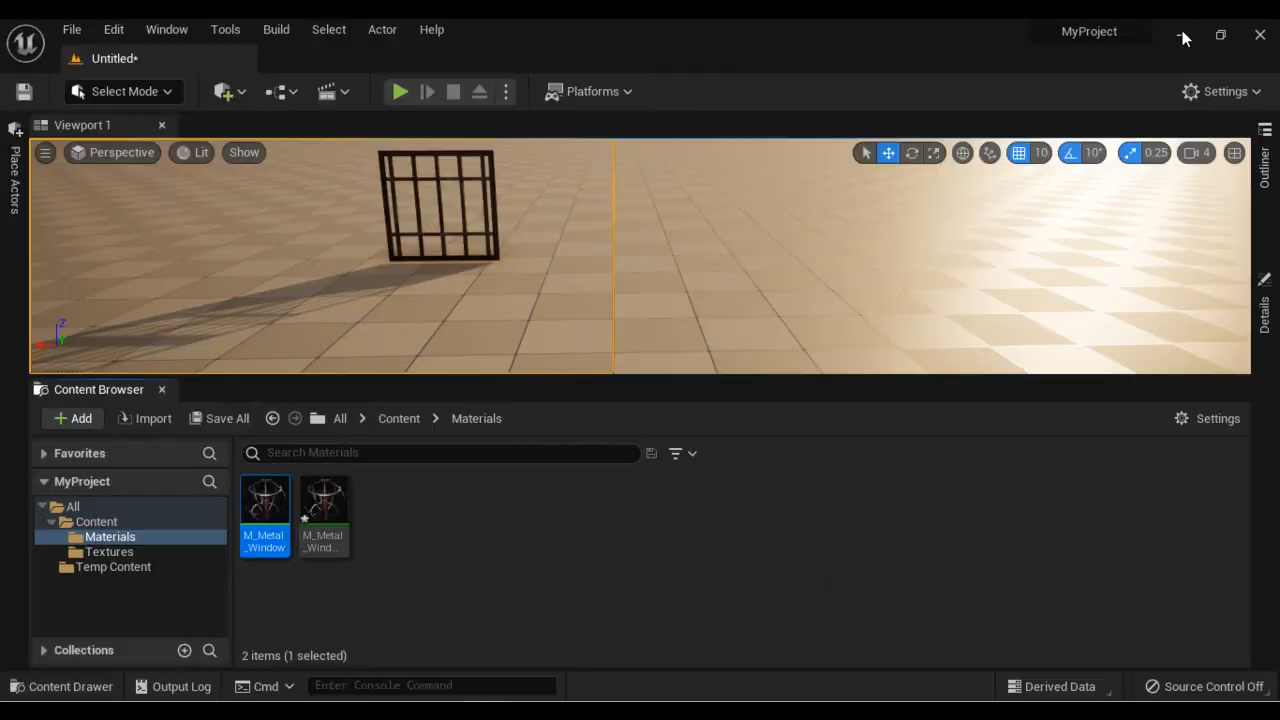 File Edit Window Tools Build Select Actor Help MyProject
Untitled*
Select Mode Platforms Settings
Viewport 1
Place Actors
Perspective Lit Show 10 10° 0.25 4
Outliner
Details
Content Browser
Add Import Save All All Content Materials Settings
Favorites Search Materials
MyProject
All
Content
Materials
Textures
Temp Content
M_Metal
_Window
M_Metal
_Wind...
Collections 2 items (1 selected)
Content Drawer Output Log Cmd Enter Console Command Derived Data Source Control Off